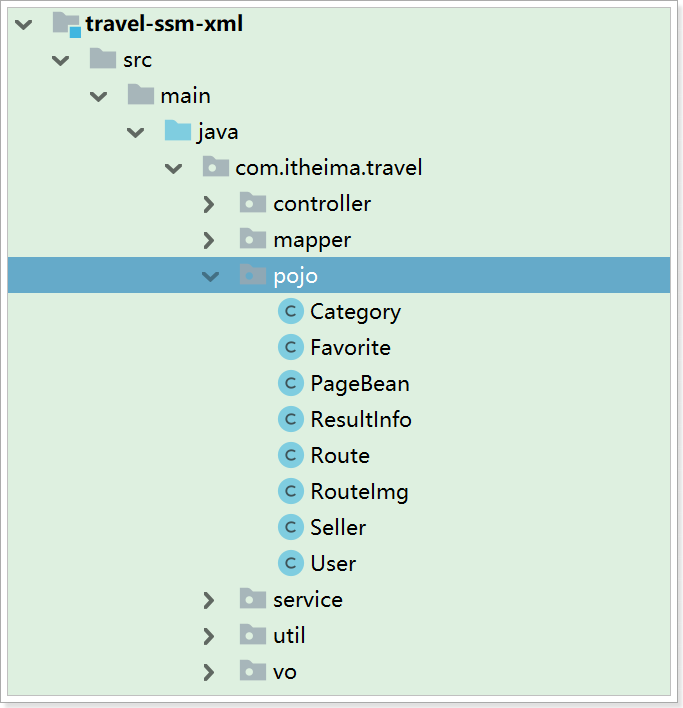 travel-ssm-xml
src
main
java
com.itheima.travel
controller
mapper
pojo
C Category
C Favorite
C PageBean
C ResultInfo
C Route
C RouteImg
C Seller
C User
service
util
vo